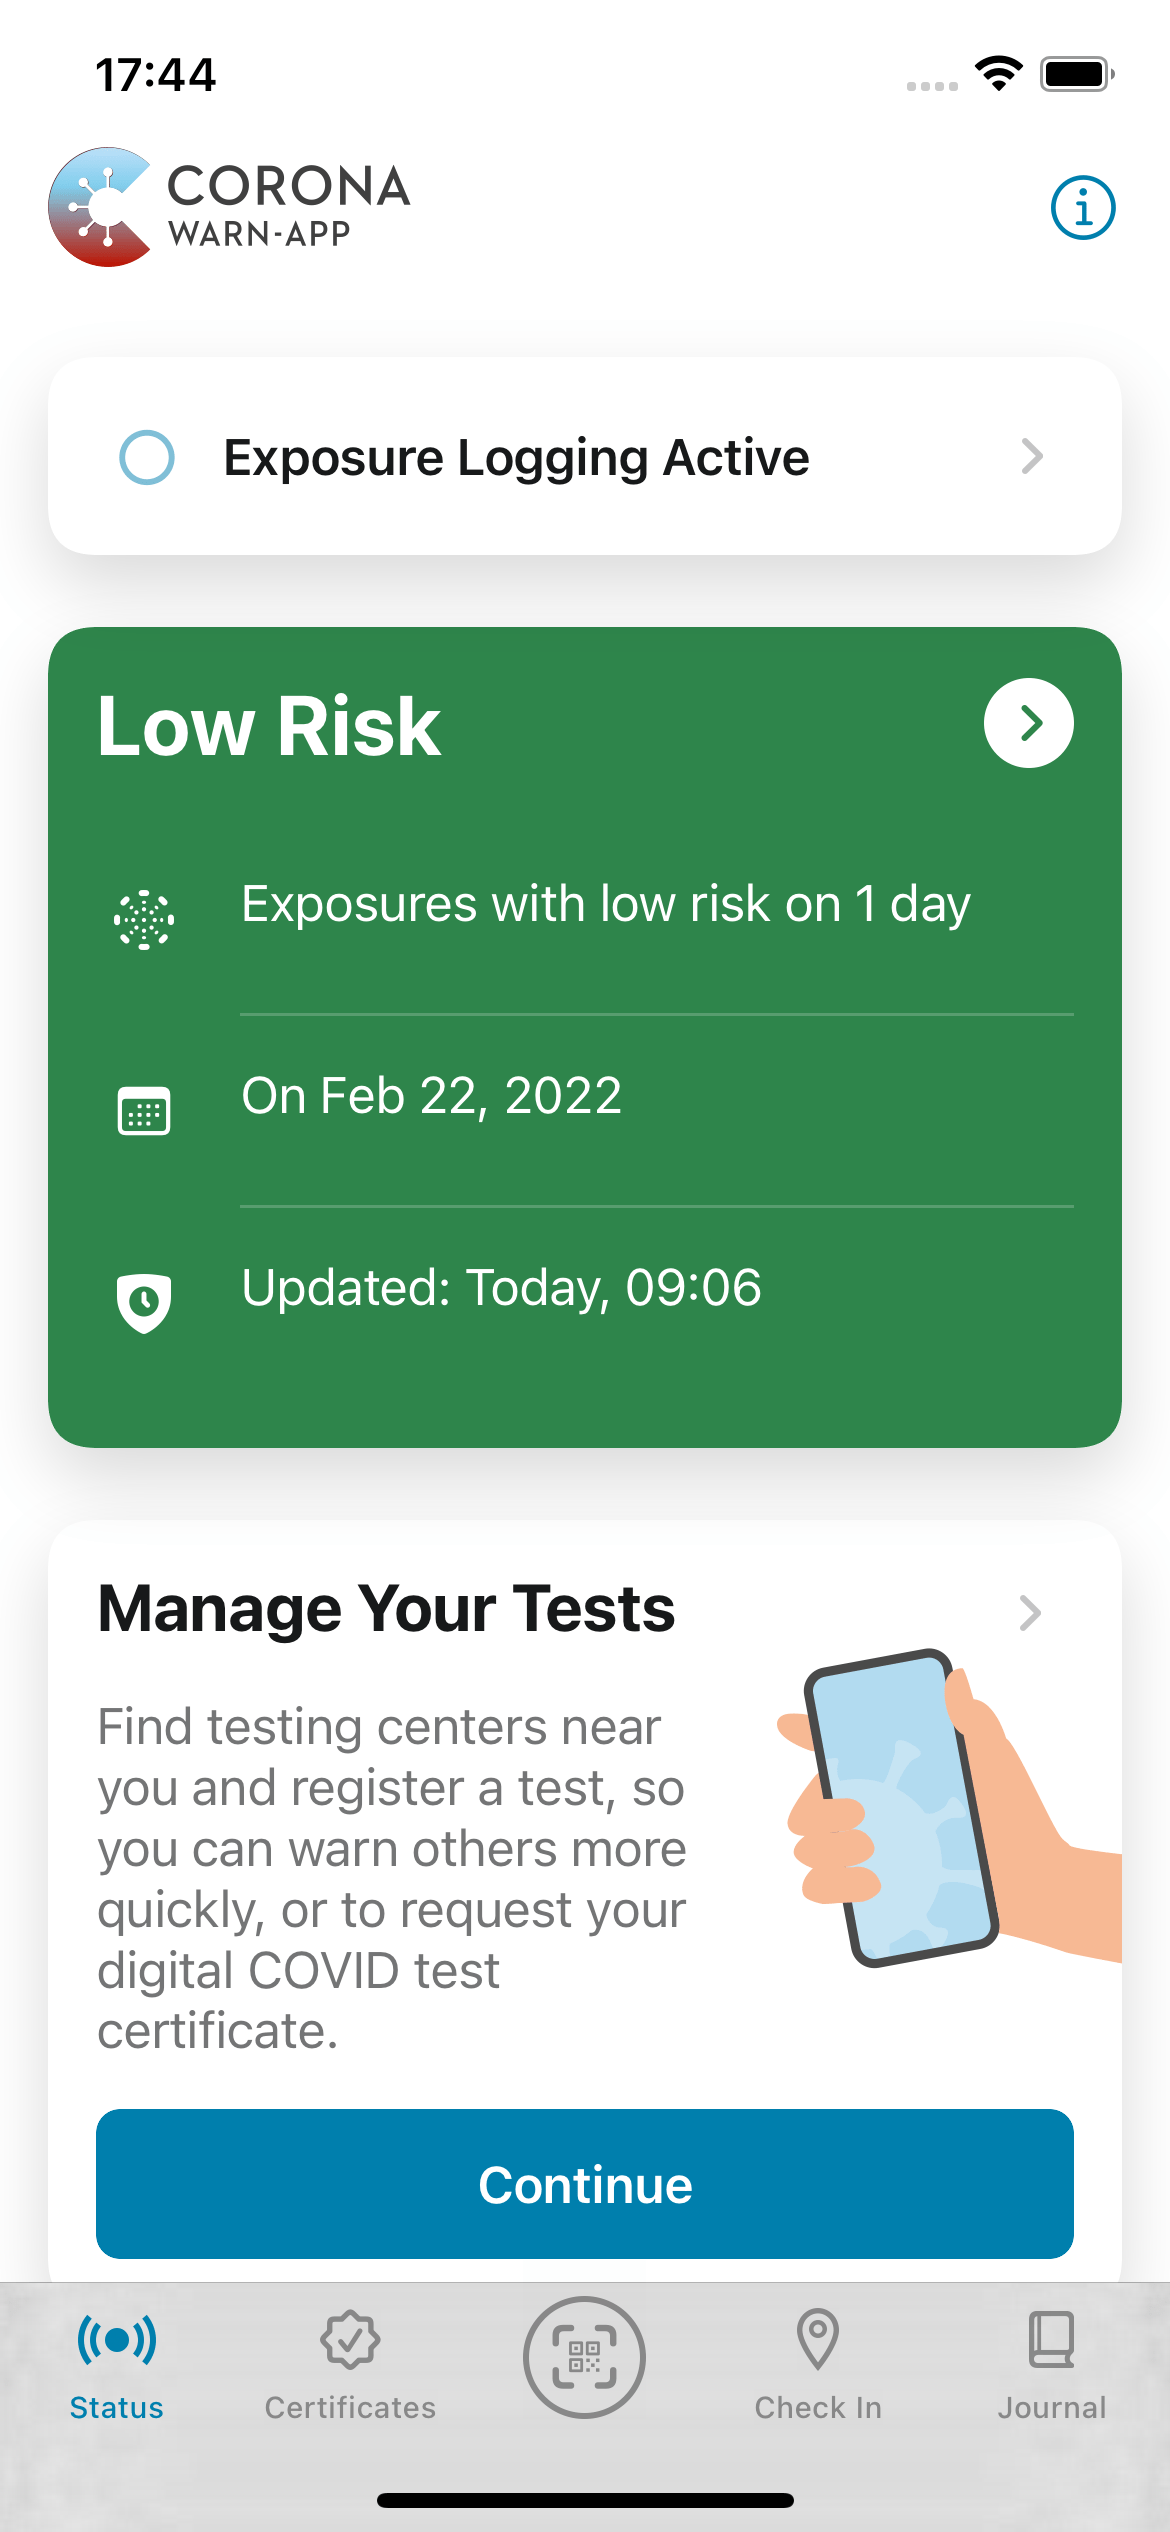 17:44
CORONA
WARN-APP
Exposure Logging Active
Low Risk
Exposures with low risk on 1 day
On Feb 22, 2022
Updated: Today, 09:06
Manage Your Tests
Find testing centers near
you and register a test, so
you can warn others more
quickly, or to request your
digital COVID test
certificate.
Continue
Status
Certificates
Check In
Journal